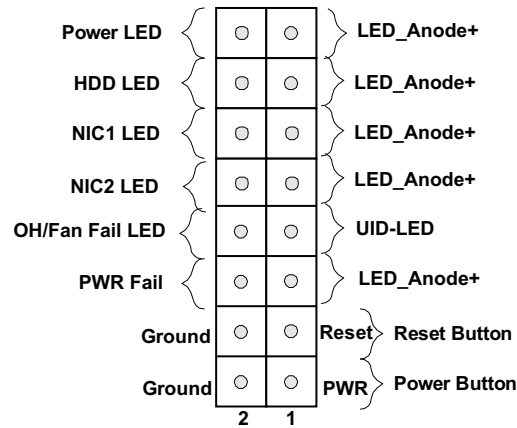 Power LED LED_Anode+
HDD LED LED_Anode+
NIC1 LED LED_Anode+
NIC2 LED LED_Anode+
OH/Fan Fail LED UID-LED
PWR Fail LED_Anode+
Ground Reset Reset Button
Ground PWR Power Button
2 1